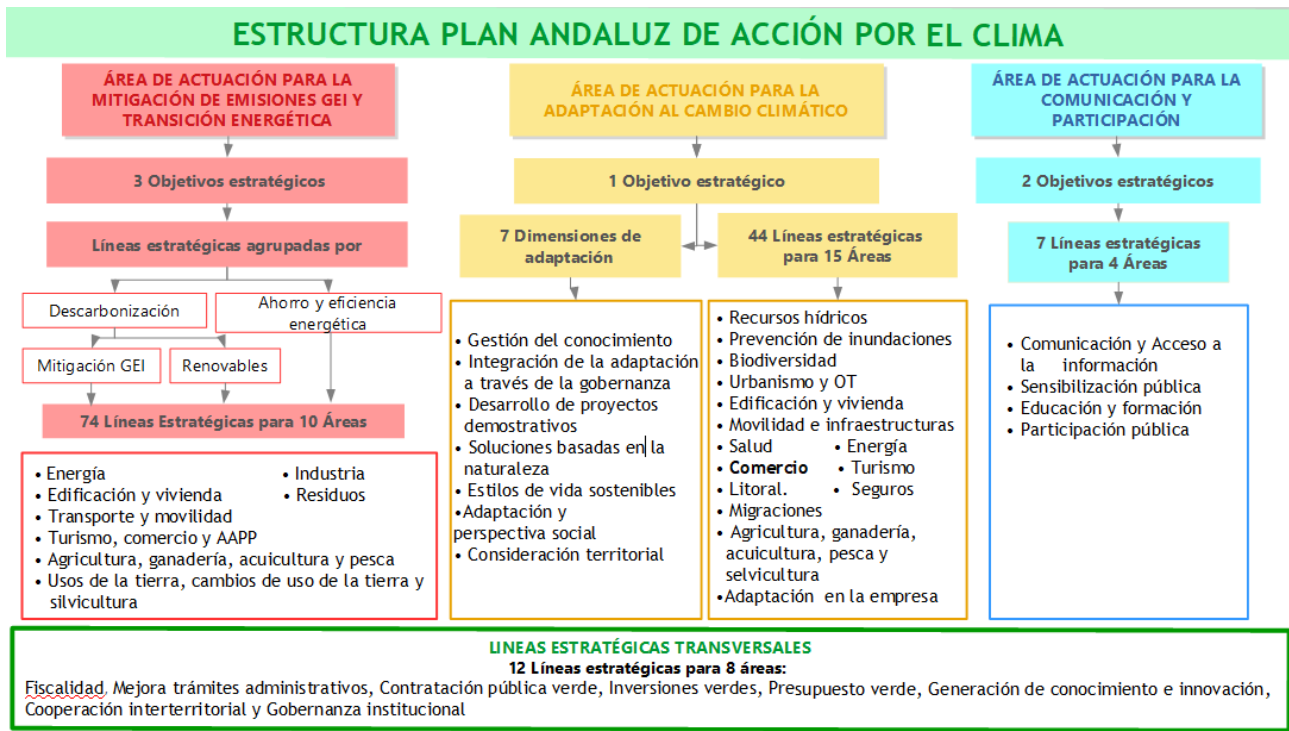 ESTRUCTURA PLAN ANDALUZ DE ACCIÓN POR EL CLIMA
ÁREA DE ACTUACIÓN PARA LA
MITIGACIÓN DE EMISIONES GEI Y
TRANSICIÓN ENERGÉTICA
3 Objetivos estratégicos
Líneas estratégicas agrupadas por
Descarbonización
Ahorro y eficiencia
energética
Mitigación GEI
Renovables
74 Líneas Estratégicas para 10 Áreas
• Energía
• Industria
• Edificación y vivienda
• Residuos
• Transporte y movilidad
• Turismo, comercio y AAPP
• Agricultura, ganadería, acuicultura y pesca
• Usos de la tierra, cambios de uso de la tierra y
silvicultura
ÁREA DE ACTUACIÓN PARA LA
ADAPTACIÓN AL CAMBIO CLIMÁTICO
1 Objetivo estratégico
7 Dimensiones de
adaptación
• Gestión del conocimiento
• Integración de la adaptación
a través de la gobernanza
• Desarrollo de proyectos
demostrativos
• Soluciones basadas en la
naturaleza
• Estilos de vida sostenibles
•Adaptación y
perspectiva social
• Consideración territorial
44 Líneas estratégicas
para 15 Áreas
• Recursos hídricos
• Prevención de inundaciones
• Biodiversidad
• Urbanismo y OT
• Edificación y vivienda
• Movilidad e infraestructuras
• Salud
• Energía
• Comercio
• Turismo
• Litoral.
• Seguros
• Migraciones
• Agricultura, ganadería,
acuicultura, pesca y
selvicultura
•Adaptación en la empresa
ÁREA DE ACTUACIÓN PARA LA
COMUNICACIÓN Y
PARTICIPACIÓN
2 Objetivos estratégicos
7 Líneas estratégicas
para 4 Áreas
• Comunicación y Acceso a
la información
• Sensibilización pública
• Educación y formación
• Participación pública
LINEAS ESTRATÉGICAS TRANSVERSALES
12 Líneas estratégicas para 8 áreas:
Fiscalidad, Mejora trámites administrativos, Contratación pública verde, Inversiones verdes, Presupuesto verde, Generación de conocimiento e innovación,
Cooperación interterritorial y Gobernanza institucional